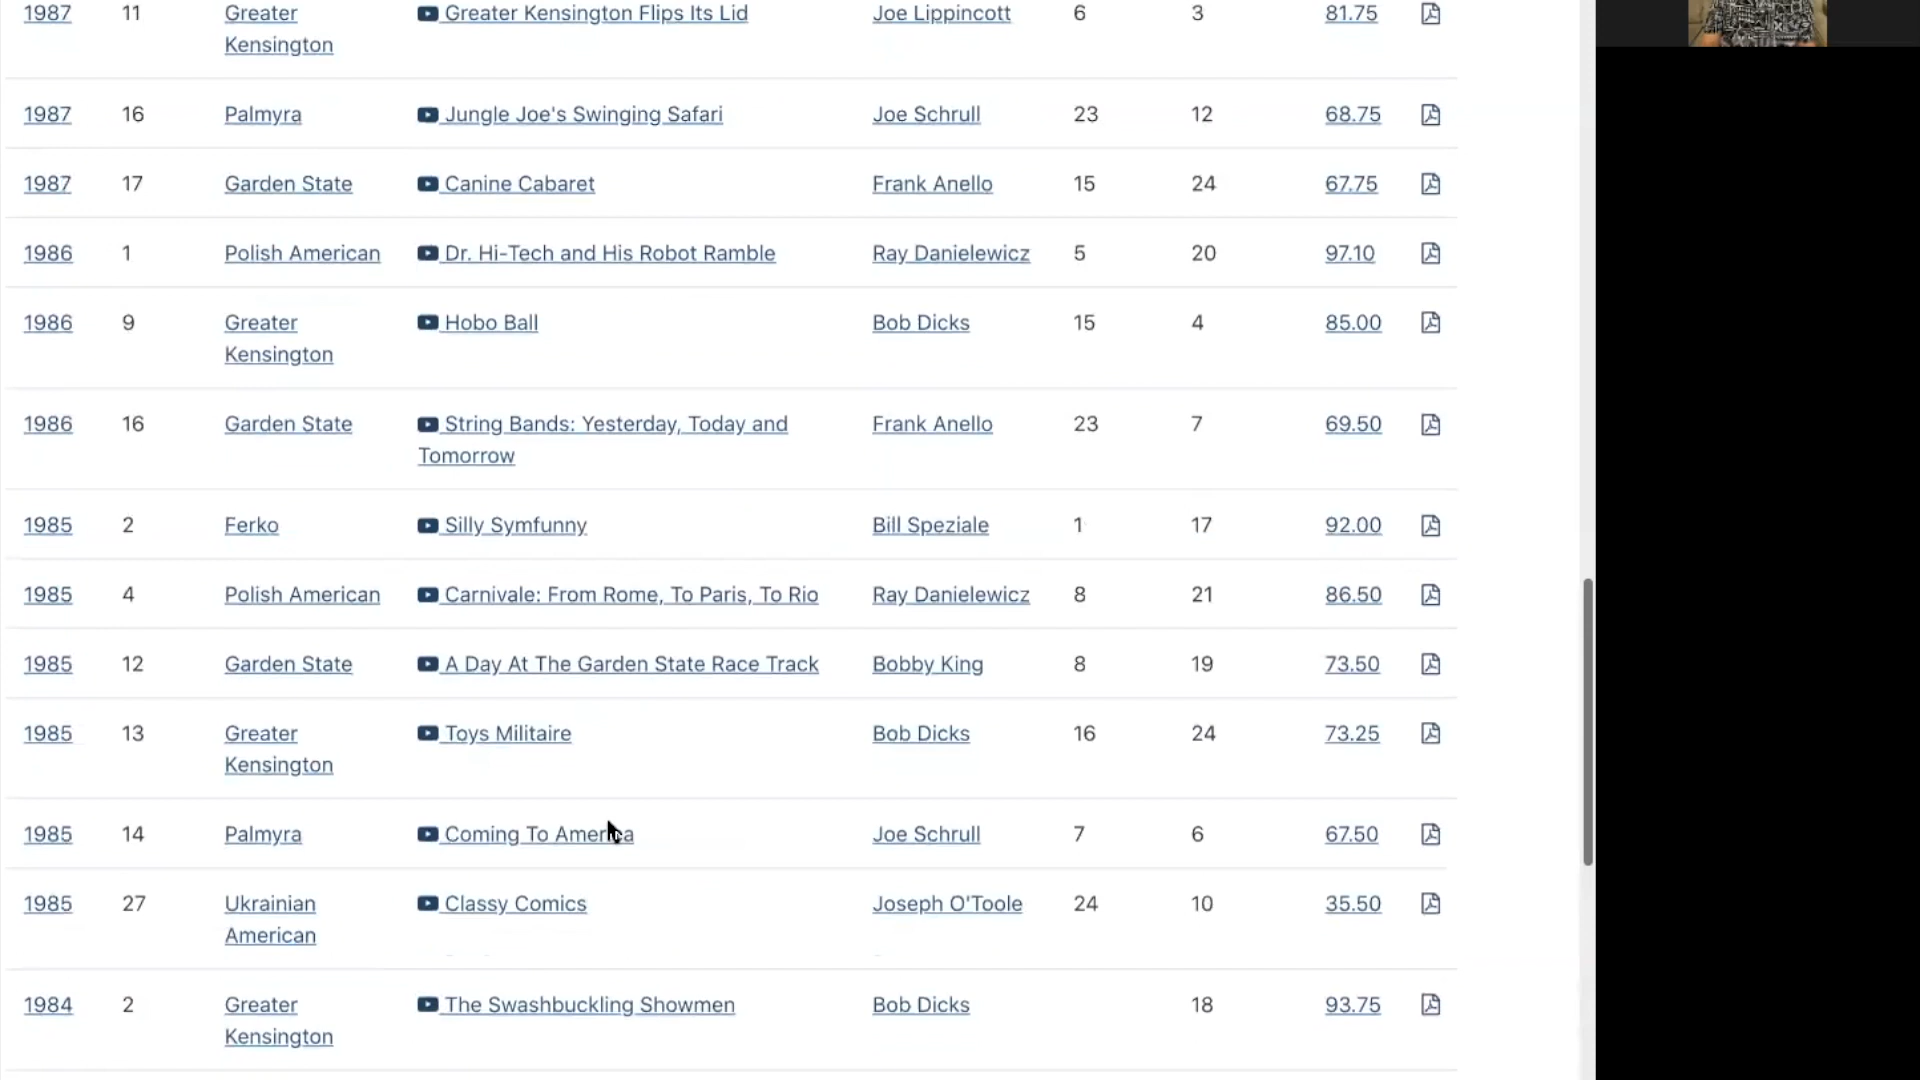 1987 11 Greater Greater Kensington Flips Its Lid Joe Lippincott 6 3 81.75
Kensington
1987 16 Palmyra Jungle Joe's Swinging Safari Joe Schrull 23 12 68.75
1987 17 Garden State Canine Cabaret Frank Anello 15 24 67.75
1986 1 Polish American Dr. Hi-Tech and His Robot Ramble Ray Danielewicz 5 20 97.10
1986 9 Greater Hobo Ball Bob Dicks 15 4 85.00
Kensington
1986 16 Garden State String Bands: Yesterday, Today and Frank Anello 23 7 69.50
Tomorrow
1985 2 Ferko Silly Symfunny Bill Speziale 1 17 92.00
1985 4 Polish American Carnivale: From Rome, To Paris, To Rio Ray Danielewicz 8 21 86.50
1985 12 Garden State A Day At The Garden State Race Track Bobby King 8 19 73.50
1985 13 Greater Toys Militaire Bob Dicks 16 24 73.25
Kensington
1985 14 Palmyra Coming To America Joe Schrull 7 6 67.50
1985 27 Ukrainian Classy Comics Joseph O'Toole 24 10 35.50
American
1984 2 Greater The Swashbuckling Showmen Bob Dicks 18 93.75
Kensington